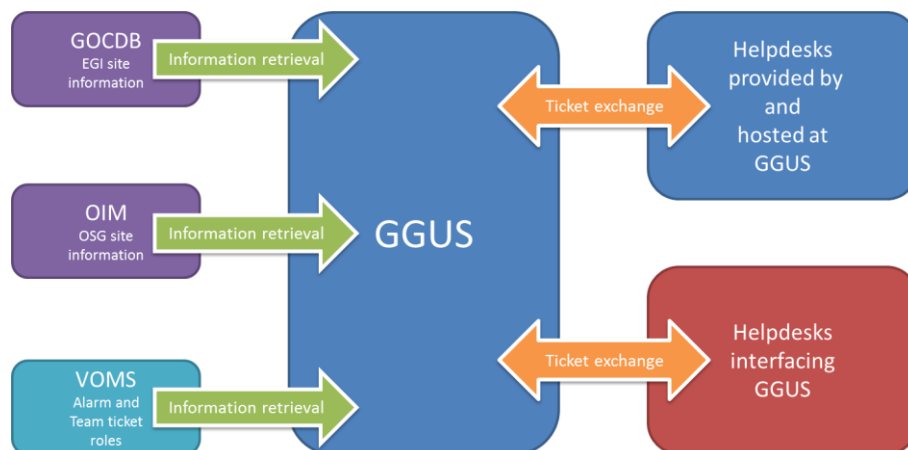 GOCDB
EGI site
information
Information retrieval
OIM
OSG site
information
Information retrieval
VOMS
Alarm and
Team ticket
roles
Information retrieval
GGUS
Ticket exchange
Helpdesks
provided by
and
hosted at
GGUS
Ticket exchange
Helpdesks
interfacing
GGUS